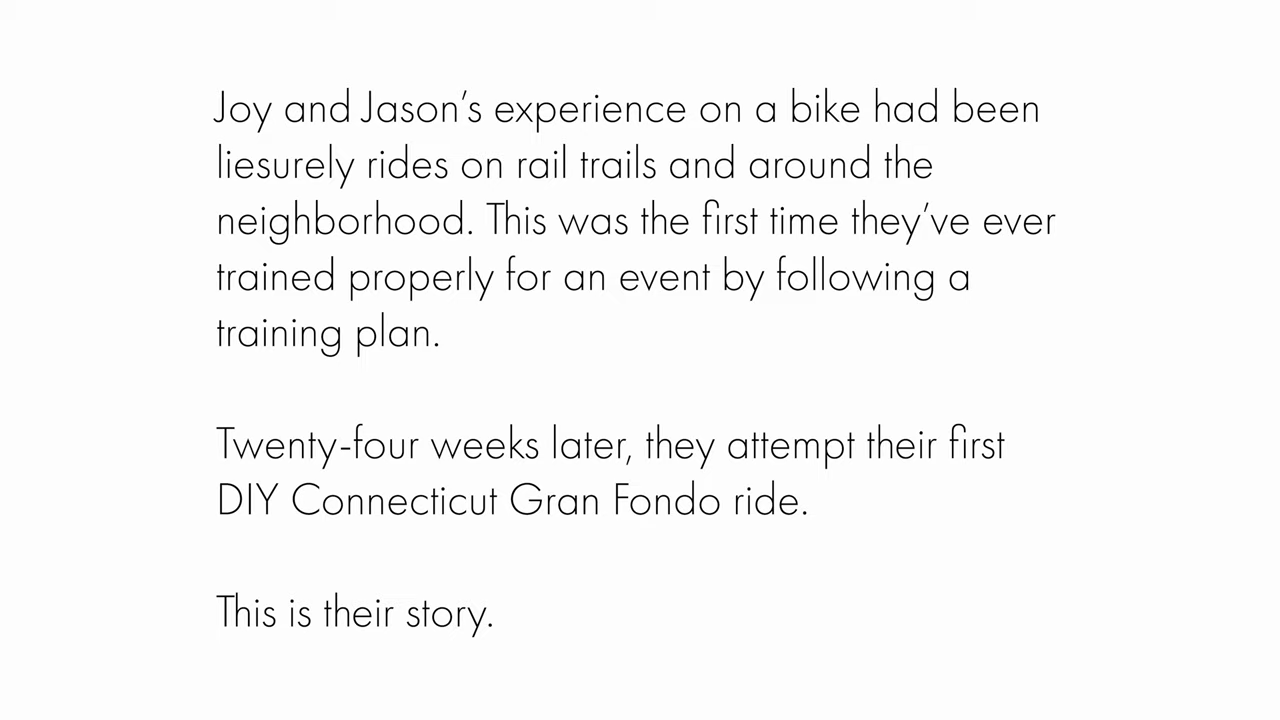 Joy and Jason’s experience on a bike had been
liesurely rides on rail trails and around the
neighborhood. This was the first time they’ve ever
trained properly for an event by following a
training plan.
Twenty-four weeks later, they attempt their first
DIY Connecticut Gran Fondo ride.
This is their story.